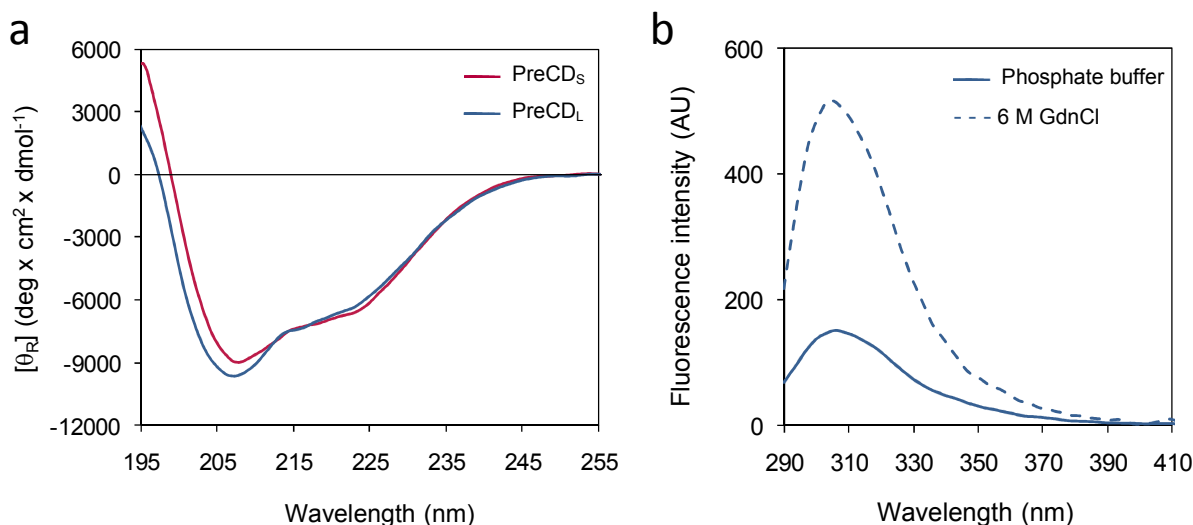 a
6000
3000
0
-3000
-6000
-9000
-12000
[θR] (deg x cm² x dmol⁻¹)
PreCDS
PreCDL
195 205 215 225 235 245 255
Wavelength (nm)
b
600
400
200
0
Fluorescence intensity (AU)
Phosphate buffer
6 M GdnCl
290 310 330 350 370 390 410
Wavelength (nm)